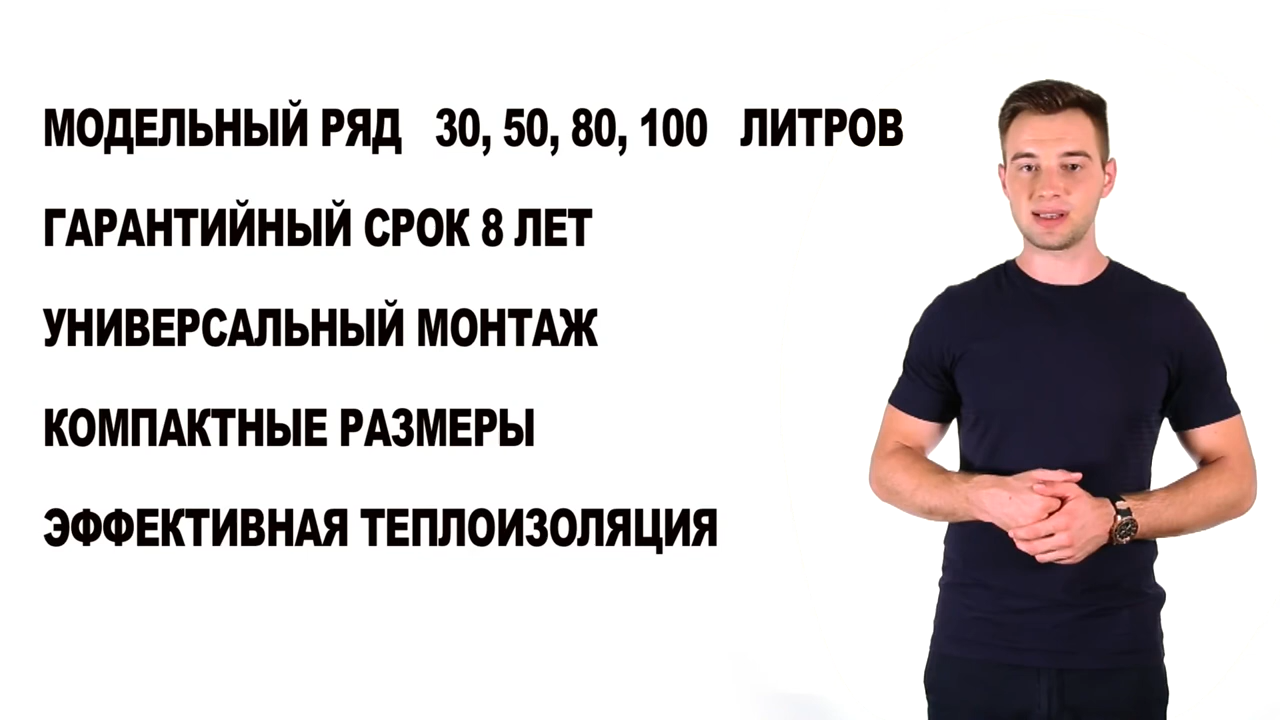 МОДЕЛЬНЫЙ РЯД 30, 50, 80, 100 ЛИТРОВ
ГАРАНТИЙНЫЙ СРОК 8 ЛЕТ
УНИВЕРСАЛЬНЫЙ МОНТАЖ
КОМПАКТНЫЕ РАЗМЕРЫ
ЭФФЕКТИВНАЯ ТЕПЛОИЗОЛЯЦИЯ